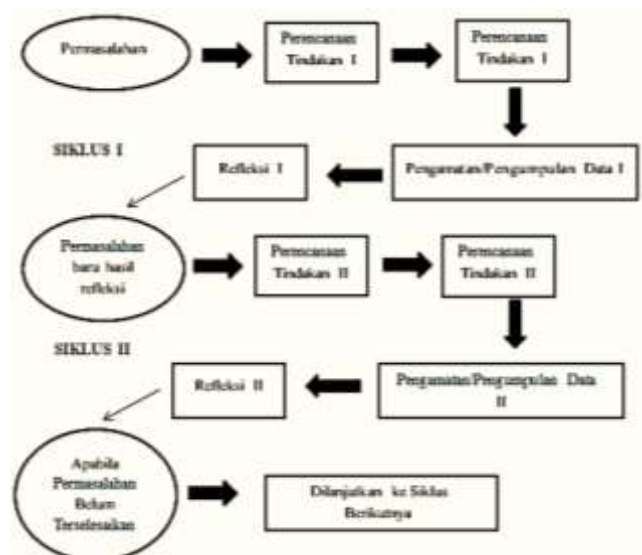 Permasalahan
Perencanaan
Tindakan I
Perencanaan
Tindakan I
SIKLUS I
Refleksi I
Pengamatan/Pengumpulan Data I
Permasalahan
baru hasil
refleksi
Perencanaan
Tindakan II
Perencanaan
Tindakan II
SIKLUS II
Refleksi II
Pengamatan/Pengumpulan Data
II
Apabila
Permasalahan
Belum
Terselesaikan
Dilanjutkan ke Siklus
Berikutnya